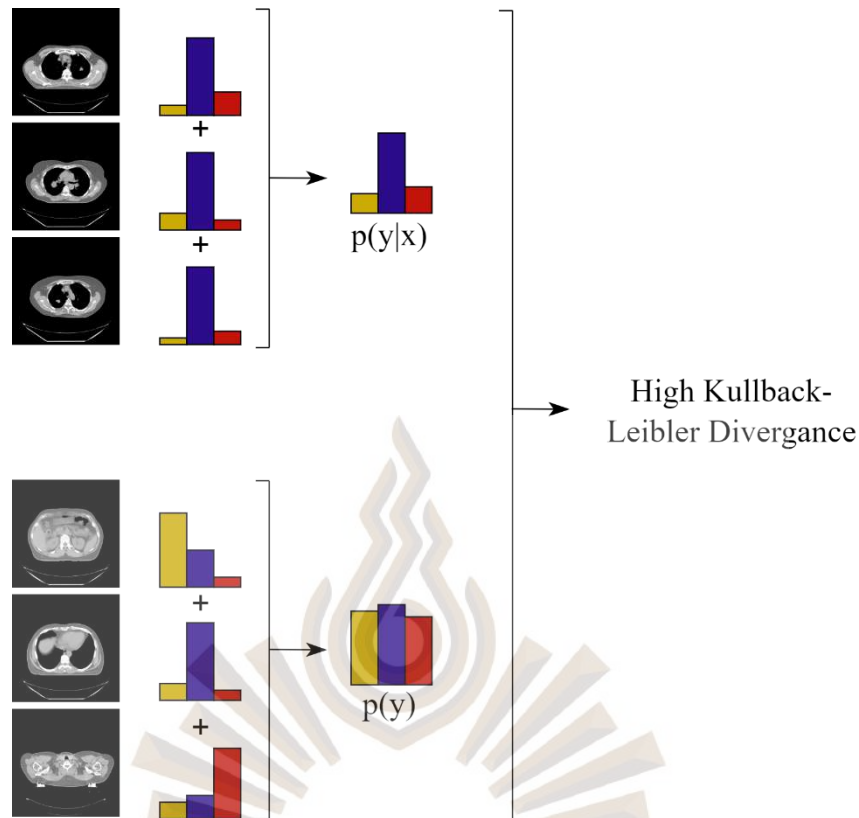 +
+
p(y|x)
High Kullback-
Leibler Divergance
+
+
p(y)